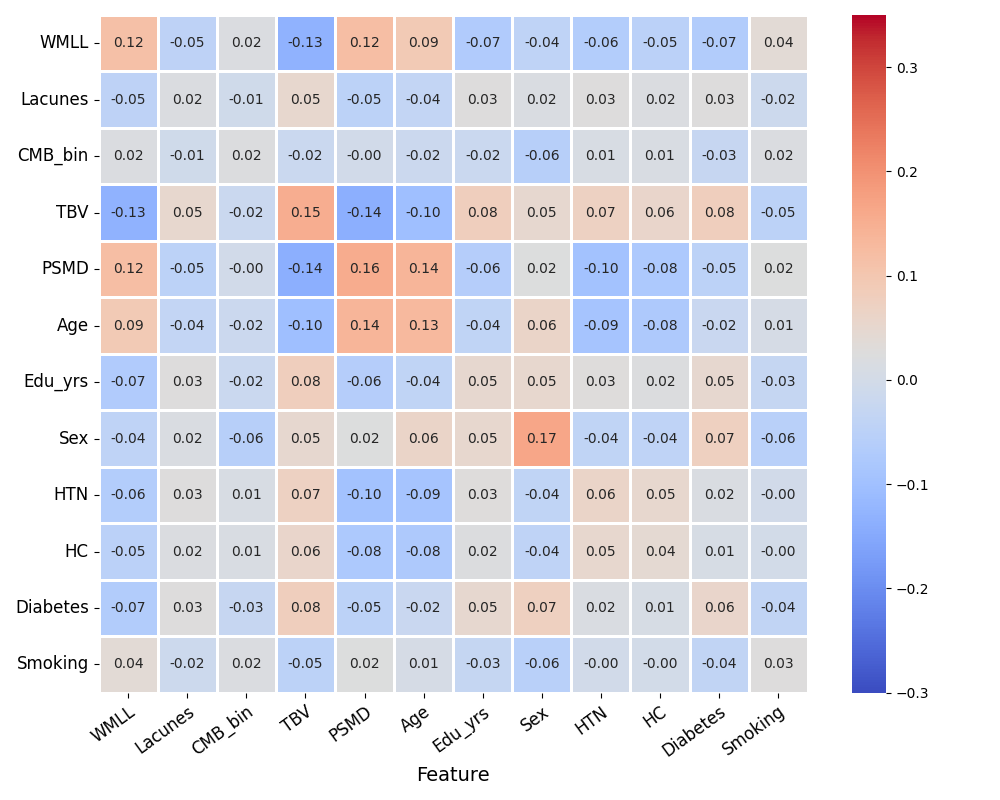 WMLL 0.12 -0.05 0.02 -0.13 0.12 0.09 -0.07 -0.04 -0.06 -0.05 -0.07 0.04
Lacunes -0.05 0.02 -0.01 0.05 -0.05 -0.04 0.03 0.02 0.03 0.02 0.03 -0.02
CMB_bin 0.02 -0.01 0.02 -0.02 -0.00 -0.02 -0.02 -0.06 0.01 0.01 -0.03 0.02
TBV -0.13 0.05 -0.02 0.15 -0.14 -0.10 0.08 0.05 0.07 0.06 0.08 -0.05
PSMD 0.12 -0.05 -0.00 -0.14 0.16 0.14 -0.06 0.02 -0.10 -0.08 -0.05 0.02
Age 0.09 -0.04 -0.02 -0.10 0.14 0.13 -0.04 0.06 -0.09 -0.08 -0.02 0.01
Edu_yrs -0.07 0.03 -0.02 0.08 -0.06 -0.04 0.05 0.05 0.03 0.02 0.05 -0.03
Sex -0.04 0.02 -0.06 0.05 0.02 0.06 0.05 0.17 -0.04 -0.04 0.07 -0.06
HTN -0.06 0.03 0.01 0.07 -0.10 -0.09 0.03 -0.04 0.06 0.05 0.02 -0.00
HC -0.05 0.02 0.01 0.06 -0.08 -0.08 0.02 -0.04 0.05 0.04 0.01 -0.00
Diabetes -0.07 0.03 -0.03 0.08 -0.05 -0.02 0.05 0.07 0.02 0.01 0.06 -0.04
Smoking 0.04 -0.02 0.02 -0.05 0.02 0.01 -0.03 -0.06 -0.00 -0.00 -0.04 0.03
WMLL Lacunes CMB_bin TBV PSMD Age Edu_yrs Sex HTN HC Diabetes Smoking
Feature
0.3
0.2
0.1
0.0
−0.1
−0.2
−0.3